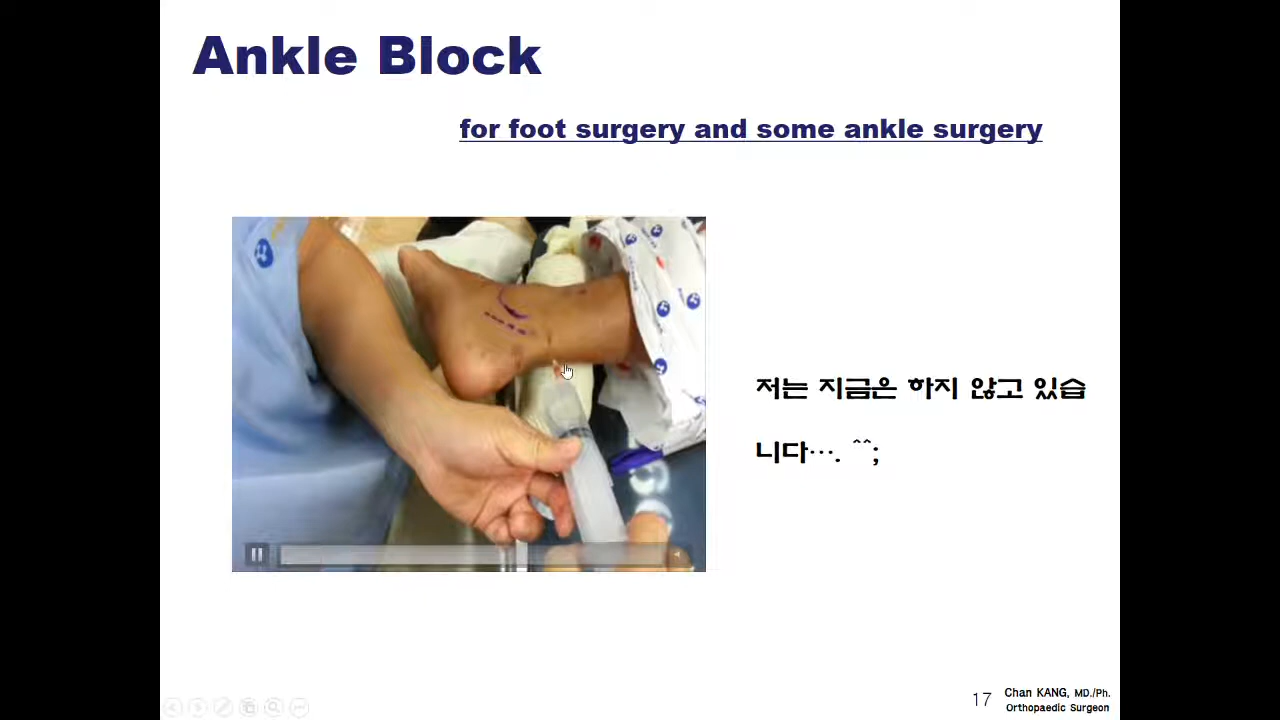 Ankle Block
for foot surgery and some ankle surgery
저는 지금은 하지 않고 있습
니다…. ^^;
17
Chan KANG, MD./Ph.
Orthopaedic Surgeon